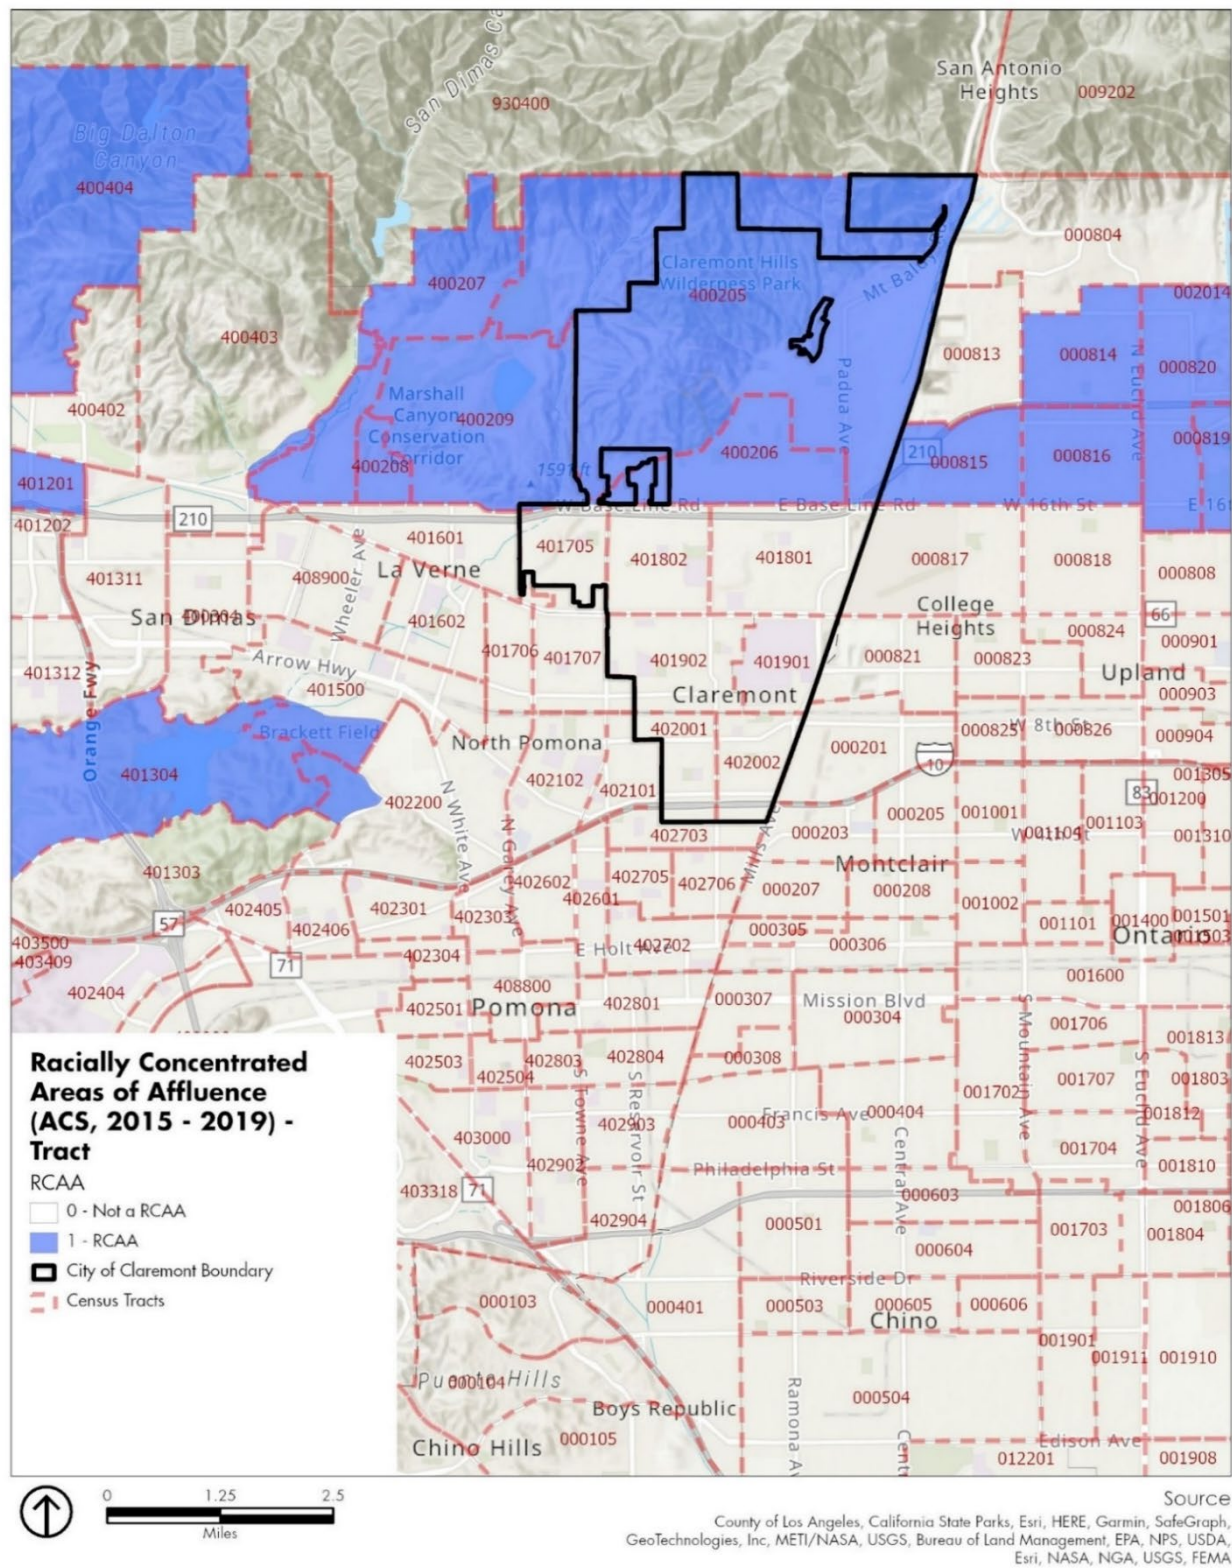 San Dimas Ca
San Antonio
Heights
009202
930400
Big Dalton
Canyon
400404
000804
Claremont Hills
Wilderness Park
400207
400205
Mt Baldy
002014
400403
000813
000814
N Euclid Ave
000820
Padua Ave
400402
Marshall
Canyon
400209
Conservation
Corridor
400208
1591 ft
400206
210
000815
000816
000819
401201
W Base Line Rd
E Base Line Rd
W 16th St
E 16t
401202
210
401601
401705
401802
401801
000817
000818
000808
401311
408900
Wheeler Ave
La Verne
San Dimas
401602
College
Heights
66
000824
000901
401706
401707
401902
401901
000821
000823
401312
Arrow Hwy
401500
Claremont
Upland
000903
Orange Fwy
Brackett Field
North Pomona
402001
000825
W 8th St
000826
000904
401304
402102
402002
000201
10
402101
001305
402200
N White Ave
83
001200
N Garey Ave
402703
Mills Ave
000203
000205
001001
001104
001103
001310
401303
Montclair
402602
402705
402706
000207
000208
402405
402301
402601
001002
57
402406
402303
000305
001101
001400
001501
Ontario
403500
403409
402304
E Holt Ave
402702
000306
71
402404
408800
001600
402501
Pomona
402801
000307
Mission Blvd
000304
S Mountain Ave
001706
001813
402503
402803
402804
000308
402504
001702
001707
S Euclid Ave
001803
S Towne Ave
S Reservoir St
Francis Ave
000403
000404
001812
403000
402903
Central Ave
001704
402902
Philadelphia St
001810
403318
71
000603
001806
402904
000501
001703
001804
000604
Riverside Dr
000103
000401
000503
000605
000606
Chino
001901
001911
001910
Puente Hills
000104
Ramona Av
000504
Boys Republic
Chino Hills
000105
Cent
Edison Ave
012201
001908
Racially Concentrated
Areas of Affluence
(ACS, 2015 - 2019) -
Tract
RCAA
0 - Not a RCAA
1 - RCAA
City of Claremont Boundary
Census Tracts
0 1.25 2.5
Miles
Source
County of Los Angeles, California State Parks, Esri, HERE, Garmin, SafeGraph,
GeoTechnologies, Inc, METI/NASA, USGS, Bureau of Land Management, EPA, NPS, USDA,
Esri, NASA, NGA, USGS, FEMA